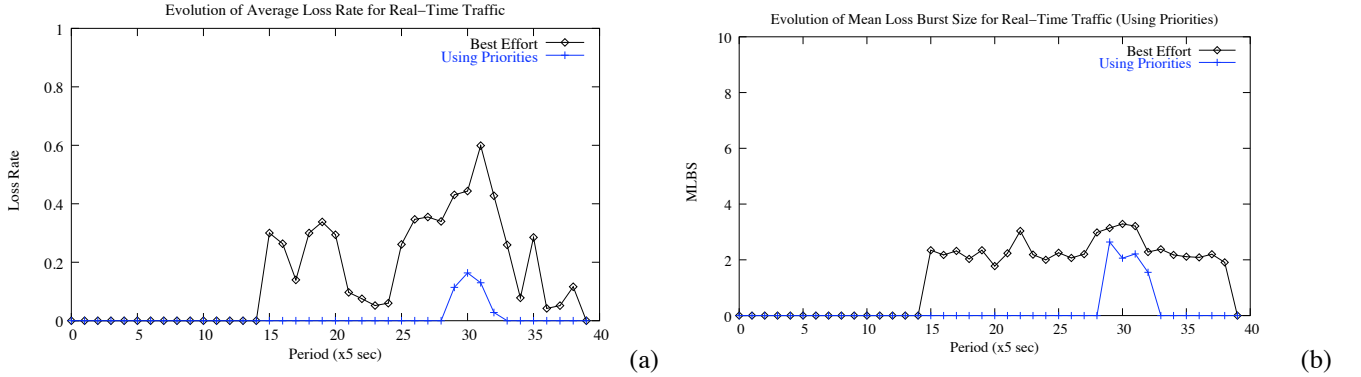 Evolution of Average Loss Rate for Real−Time Traffic
1
0.8
0.6
0.4
0.2
0
Loss Rate
Best Effort
Using Priorities
0 5 10 15 20 25 30 35 40
Period (x5 sec)
(a)
Evolution of Mean Loss Burst Size for Real−Time Traffic (Using Priorities)
10
8
6
4
2
0
MLBS
Best Effort
Using Priorities
0 5 10 15 20 25 30 35 40
Period (x5 sec)
(b)